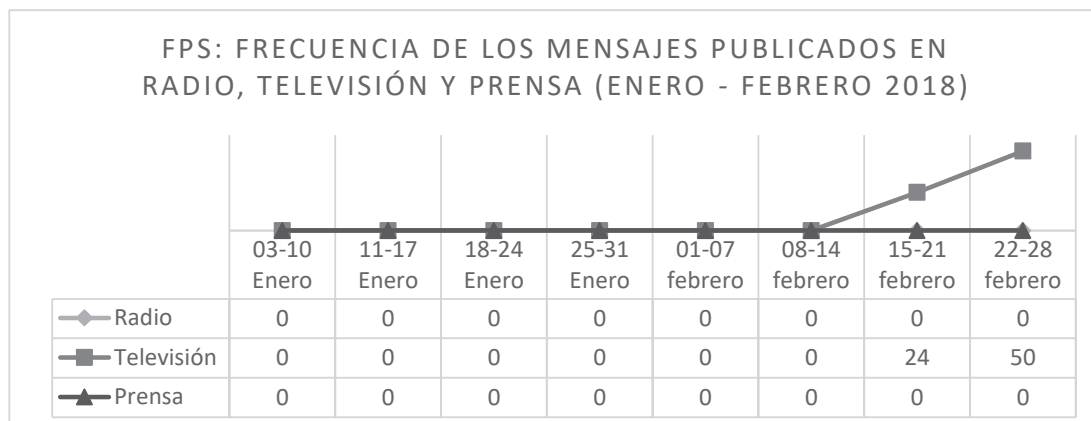 FPS: FRECUENCIA DE LOS MENSAJES PUBLICADOS EN
RADIO, TELEVISIÓN Y PRENSA (ENERO - FEBRERO 2018)
03-10 11-17 18-24 25-31 01-07 08-14 15-21 22-28
Enero Enero Enero Enero febrero febrero febrero febrero
Radio 0 0 0 0 0 0 0 0
Televisión 0 0 0 0 0 0 24 50
Prensa 0 0 0 0 0 0 0 0